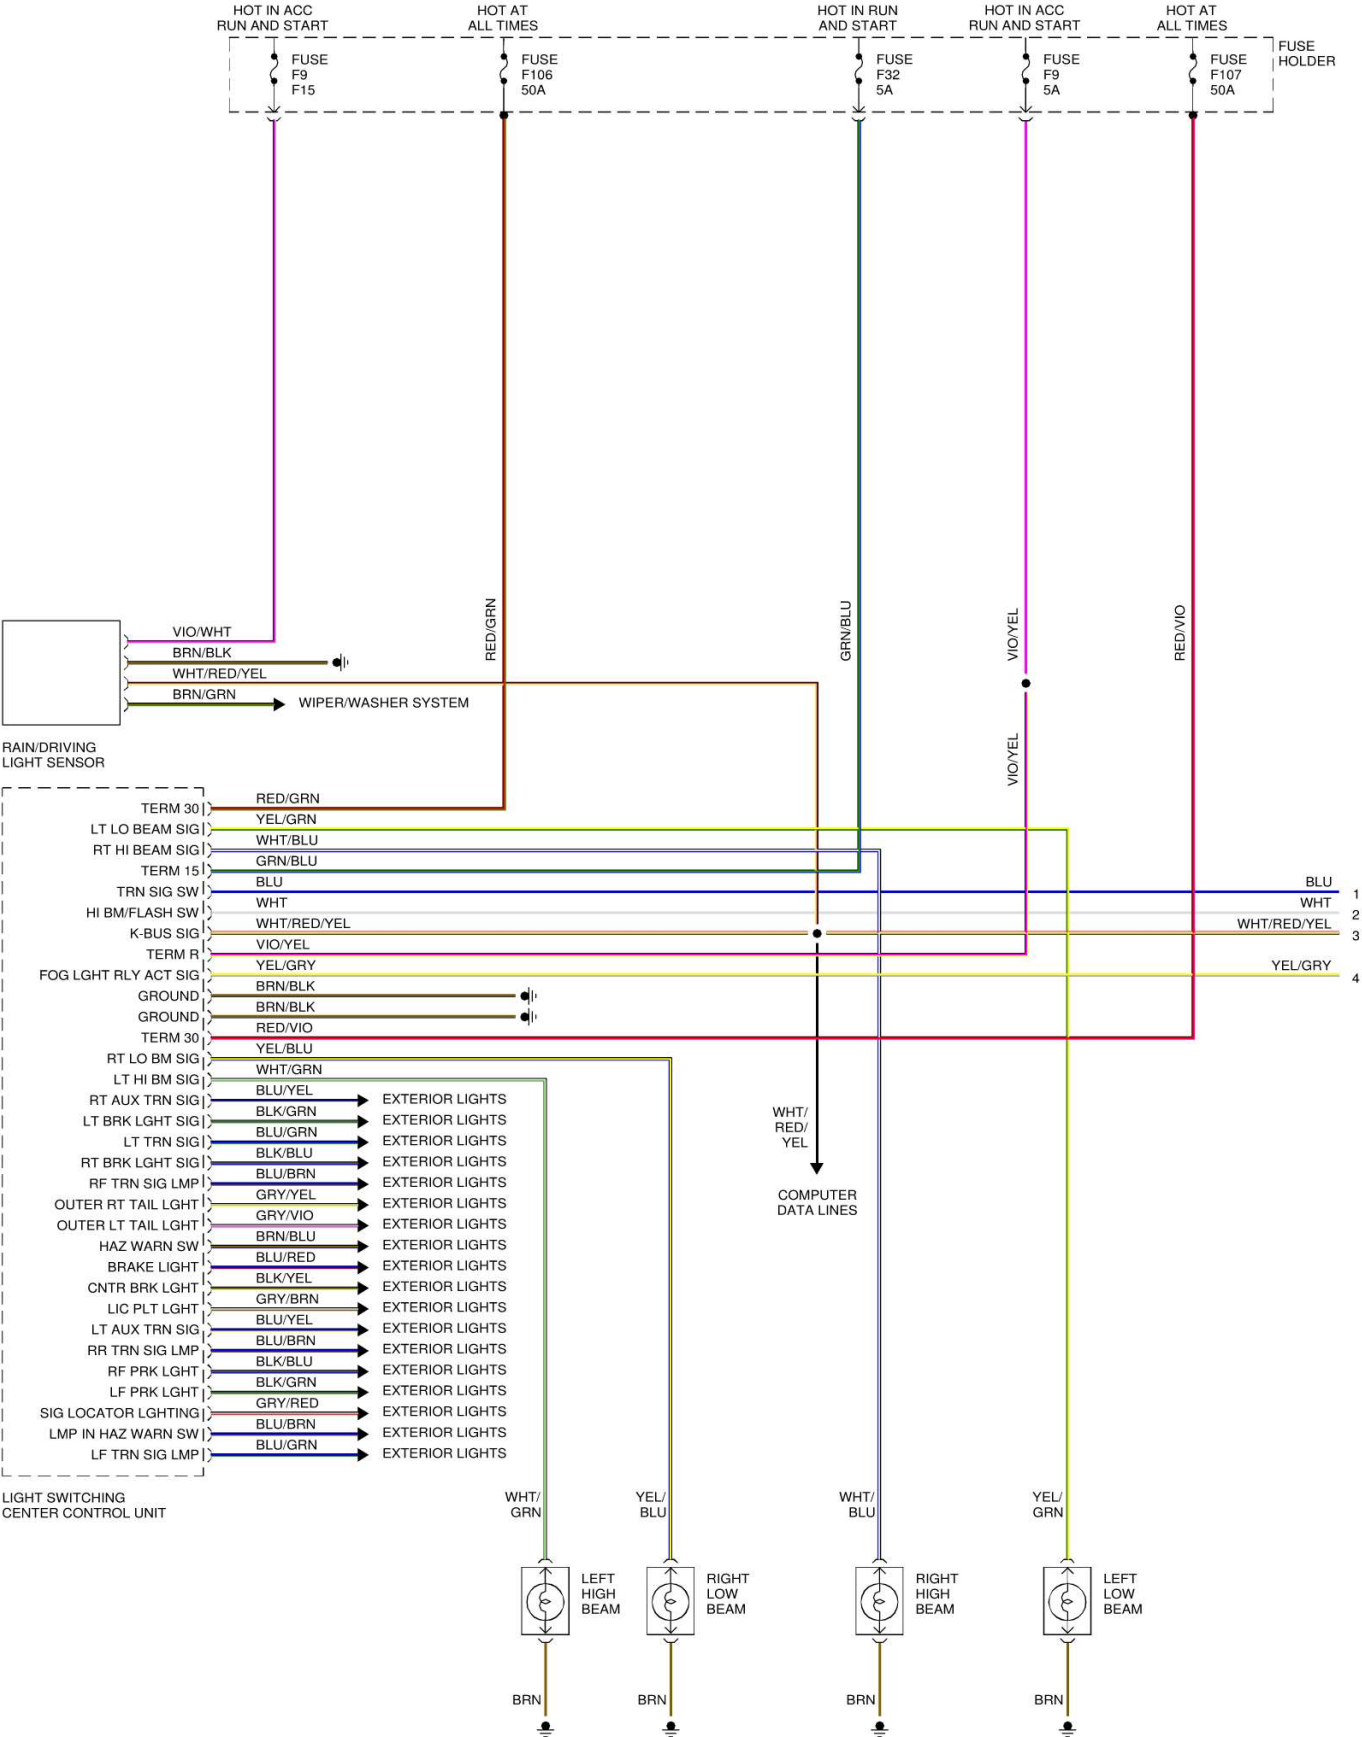 HOT IN ACC
RUN AND START
HOT AT
ALL TIMES
HOT IN RUN
AND START
HOT IN ACC
RUN AND START
HOT AT
ALL TIMES
FUSE
F9
F15
FUSE
F106
50A
FUSE
F32
5A
FUSE
F9
5A
FUSE
F107
50A
FUSE
HOLDER
RED/GRN
GRN/BLU
VIO/YEL
RED/VIO
VIO/YEL
VIO/WHT
BRN/BLK
WHT/RED/YEL
BRN/GRN
WIPER/WASHER SYSTEM
RAIN/DRIVING
LIGHT SENSOR
TERM 30 RED/GRN
LT LO BEAM SIG YEL/GRN
RT HI BEAM SIG WHT/BLU
TERM 15 GRN/BLU
TRN SIG SW BLU BLU 1
HI BM/FLASH SW WHT WHT 2
K-BUS SIG WHT/RED/YEL WHT/RED/YEL 3
TERM R VIO/YEL
FOG LGHT RLY ACT SIG YEL/GRY YEL/GRY 4
GROUND BRN/BLK
GROUND BRN/BLK
TERM 30 RED/VIO
RT LO BM SIG YEL/BLU
LT HI BM SIG WHT/GRN
RT AUX TRN SIG BLU/YEL EXTERIOR LIGHTS
LT BRK LGHT SIG BLK/GRN EXTERIOR LIGHTS
LT TRN SIG BLU/GRN EXTERIOR LIGHTS
RT BRK LGHT SIG BLK/BLU EXTERIOR LIGHTS
RF TRN SIG LMP BLU/BRN EXTERIOR LIGHTS
OUTER RT TAIL LGHT GRY/YEL EXTERIOR LIGHTS
OUTER LT TAIL LGHT GRY/VIO EXTERIOR LIGHTS
HAZ WARN SW BRN/BLU EXTERIOR LIGHTS
BRAKE LIGHT BLU/RED EXTERIOR LIGHTS
CNTR BRK LGHT BLK/YEL EXTERIOR LIGHTS
LIC PLT LGHT GRY/BRN EXTERIOR LIGHTS
LT AUX TRN SIG BLU/YEL EXTERIOR LIGHTS
RR TRN SIG LMP BLU/BRN EXTERIOR LIGHTS
RF PRK LGHT BLK/BLU EXTERIOR LIGHTS
LF PRK LGHT BLK/GRN EXTERIOR LIGHTS
SIG LOCATOR LGHTING GRY/RED EXTERIOR LIGHTS
LMP IN HAZ WARN SW BLU/BRN EXTERIOR LIGHTS
LF TRN SIG LMP BLU/GRN EXTERIOR LIGHTS
WHT/
RED/
YEL
COMPUTER
DATA LINES
LIGHT SWITCHING
CENTER CONTROL UNIT
WHT/
GRN
YEL/
BLU
WHT/
BLU
YEL/
GRN
LEFT
HIGH
BEAM
RIGHT
LOW
BEAM
RIGHT
HIGH
BEAM
LEFT
LOW
BEAM
BRN
BRN
BRN
BRN